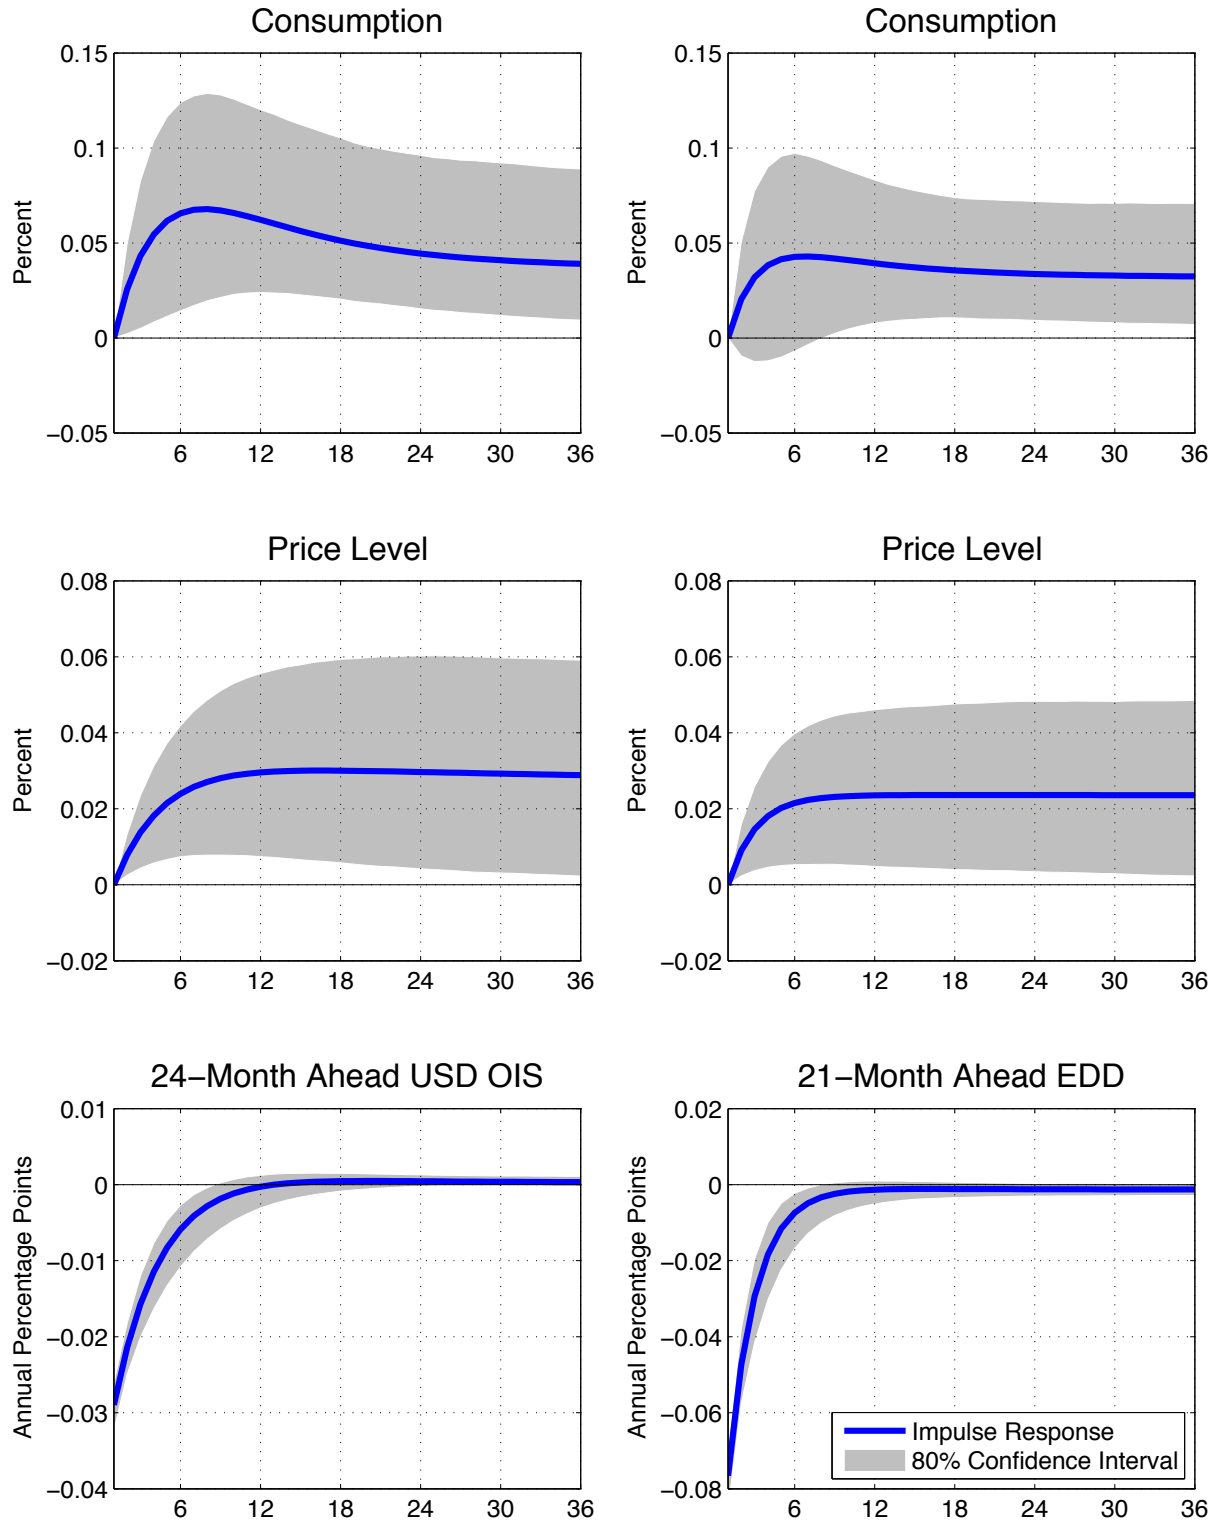 Consumption
0.15
0.1
0.05
0
−0.05
Percent
6 12 18 24 30 36
Consumption
0.15
0.1
0.05
0
−0.05
Percent
6 12 18 24 30 36
Price Level
0.08
0.06
0.04
0.02
0
−0.02
Percent
6 12 18 24 30 36
Price Level
0.08
0.06
0.04
0.02
0
−0.02
Percent
6 12 18 24 30 36
24−Month Ahead USD OIS
0.01
0
−0.01
−0.02
−0.03
−0.04
Annual Percentage Points
6 12 18 24 30 36
21−Month Ahead EDD
0.02
0
−0.02
−0.04
−0.06
−0.08
Annual Percentage Points
6 12 18 24 30 36
Impulse Response
80% Confidence Interval